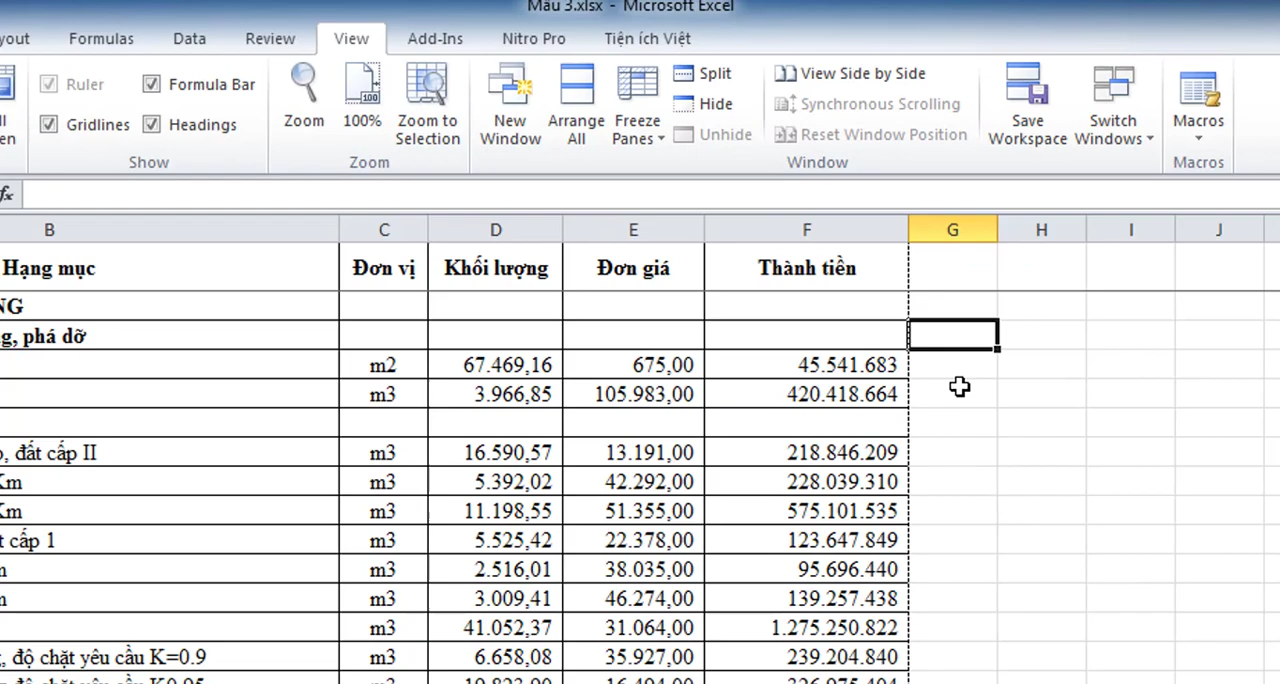 Mẫu 3.xlsx - Microsoft Excel
yout Formulas Data Review View Add-Ins Nitro Pro Tiện ích Việt
Ruler Formula Bar
Gridlines Headings
Show
Zoom 100% Zoom to Selection
Zoom
New Window Arrange All Freeze Panes
Split View Side by Side
Hide Synchronous Scrolling
Unhide Reset Window Position
Window
Save Workspace Switch Windows
Macros
Macros
fx
B C D E F G H I J
Hạng mục Đơn vị Khối lượng Đơn giá Thành tiền
NG
g, phá dỡ
m2 67.469,16 675,00 45.541.683
m3 3.966,85 105.983,00 420.418.664
, đất cấp II m3 16.590,57 13.191,00 218.846.209
Km m3 5.392,02 42.292,00 228.039.310
Km m3 11.198,55 51.355,00 575.101.535
t cấp 1 m3 5.525,42 22.378,00 123.647.849
m3 2.516,01 38.035,00 95.696.440
m3 3.009,41 46.274,00 139.257.438
m3 41.052,37 31.064,00 1.275.250.822
, độ chặt yêu cầu K=0.9 m3 6.658,08 35.927,00 239.204.840
độ chặt yêu cầu K0.95 m3